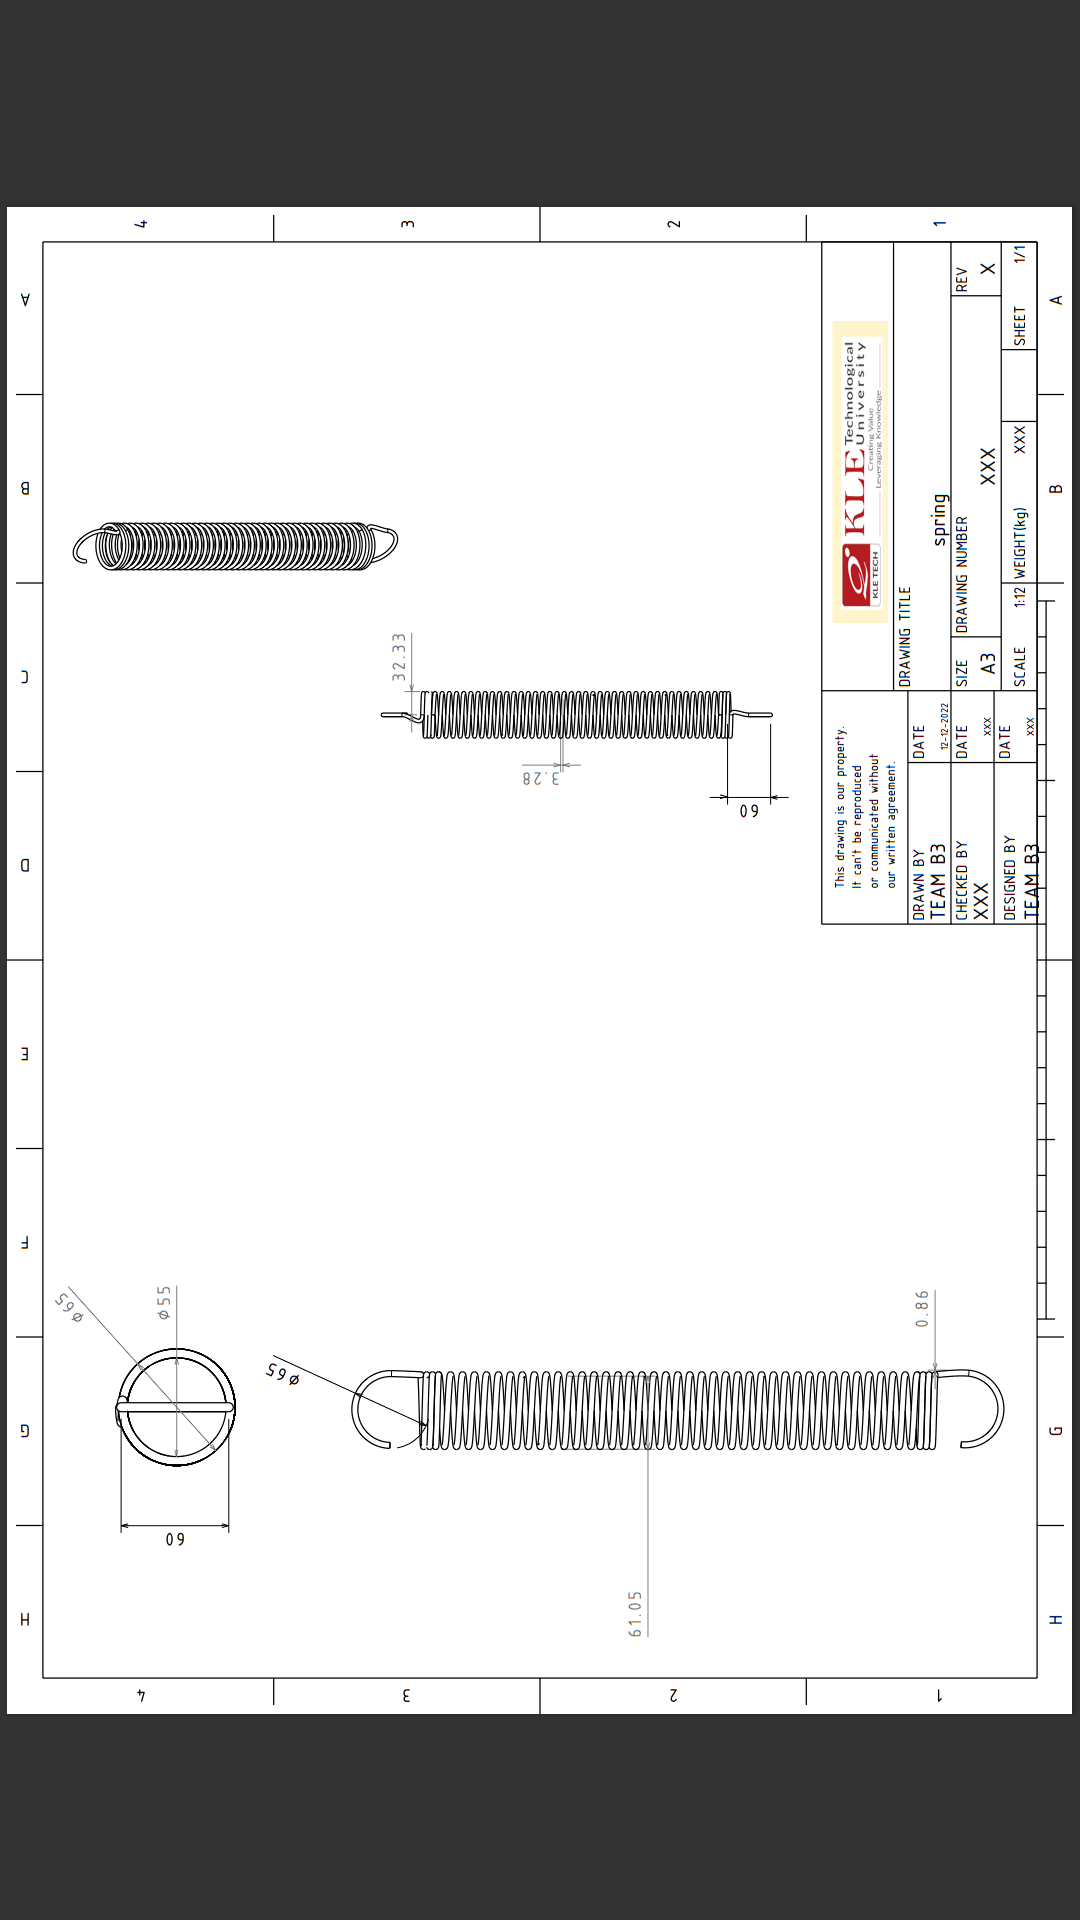 4
3
2
1
A
B
C
D
E
F
G
H
A
B
G
H
4
3
2
1
32.33
3.28
60
Ø65
Ø55
60
Ø65
0.86
61.05
KLE TECH
KLE Technological University
Creating Value
Leveraging Knowledge
This drawing is our property.
It can't be reproduced
or communicated without
our written agreement.
DRAWING TITLE
spring
DRAWN BY
TEAM B3
DATE
12-12-2022
CHECKED BY
XXX
DATE
XXX
DESIGNED BY
TEAM B3
DATE
XXX
SIZE
A3
DRAWING NUMBER
XXX
REV
X
SCALE 1:12
WEIGHT(kg) XXX
SHEET 1/1